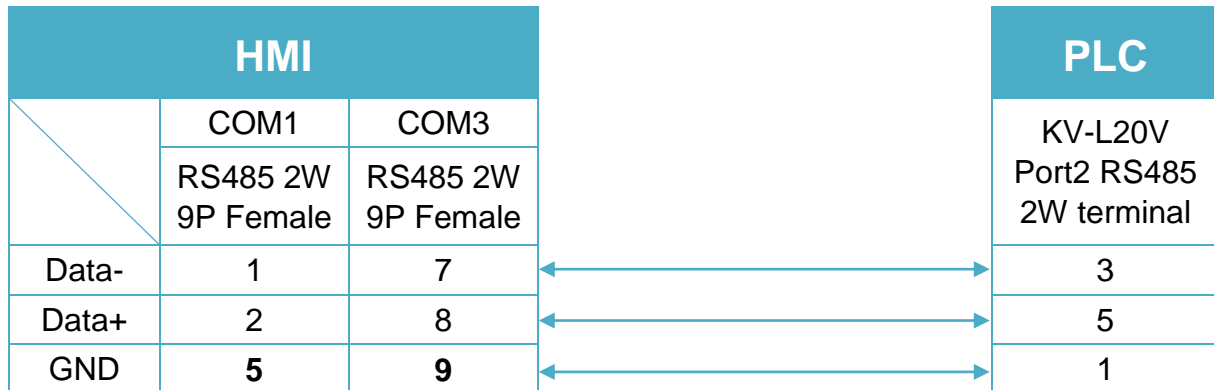 HMI PLC
COM1 COM3
KV-L20V
Port2 RS485
2W terminal
RS485 2W RS485 2W
9P Female 9P Female
Data- 1 7 3
Data+ 2 8 5
GND 5 9 1